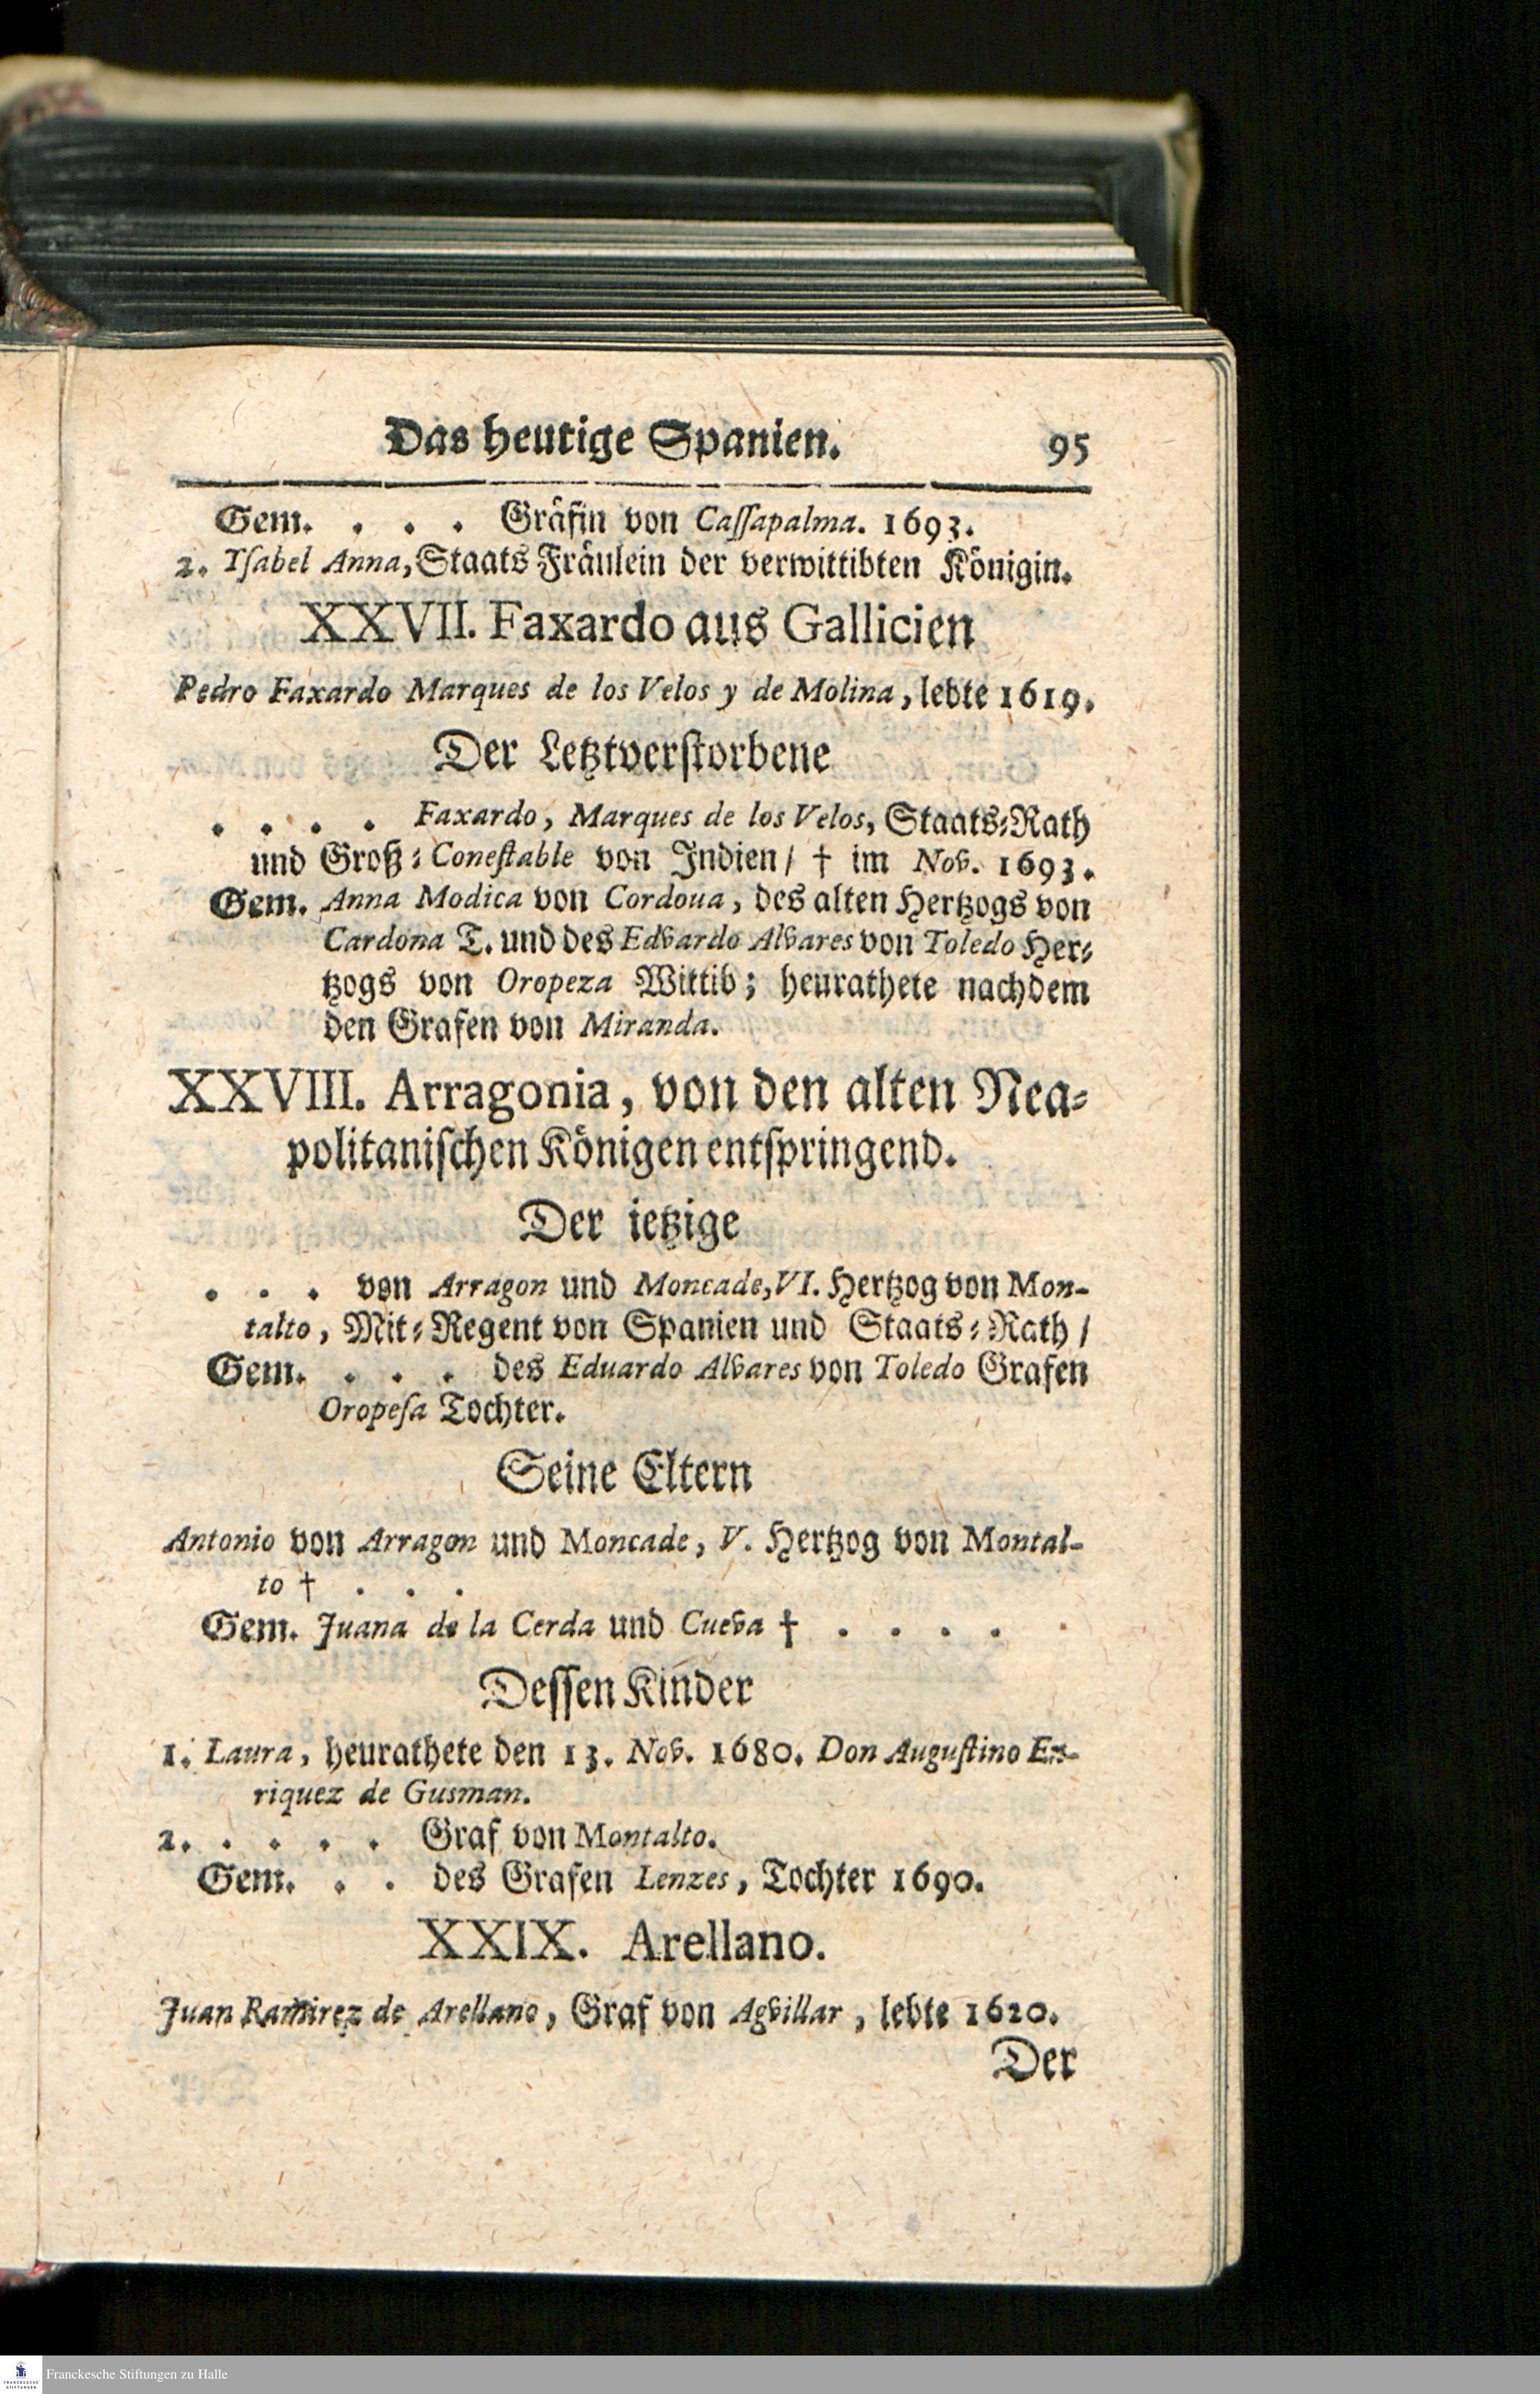 Das heutige Spanien. 95
Gem. . . . Gräfin von Caſſapalma. 1693.
2. Yſabel Anna, Staats Fräulein der verwittibten Königin.
XXVII. Faxardo aus Gallicien
Pedro Faxardo Marques de los Velos y de Molina, lebte 1619.
Der Letztverſtorbene
. . . . Faxardo, Marques de los Velos, Staats-Rath
und Groß-Coneſtable von Indien / † im Nov. 1693.
Gem. Anna Modica von Cordoua, des alten Hertzogs von
Cardona T. und des Edvardo Alvares von Toledo Her-
tzogs von Oropeza Wittib; heurathete nachdem
den Grafen von Miranda.
XXVIII. Arragonia, von den alten Nea-
politaniſchen Königen entſpringend.
Der ietzige
. . . von Arragon und Moncade, VI. Hertzog von Mon-
talto, Mit-Regent von Spanien und Staats-Rath /
Gem. . . . des Eduardo Alvares von Toledo Grafen
Oropeſa Tochter.
Seine Eltern
Antonio von Arragon und Moncade, V. Hertzog von Montal-
to † . . .
Gem. Juana de la Cerda und Cueva † . . . .
Deſſen Kinder
1. Laura, heurathete den 13. Nov. 1680. Don Auguſtino En-
riquez de Gusman.
2. . . . . Graf von Montalto.
Gem. . . des Grafen Lenzes, Tochter 1690.
XXIX. Arellano.
Juan Ramirez de Arellano, Graf von Agvillar, lebte 1620.
Der
Franckesche Stiftungen zu Halle
FRANCKESCHE
STIFTUNGEN